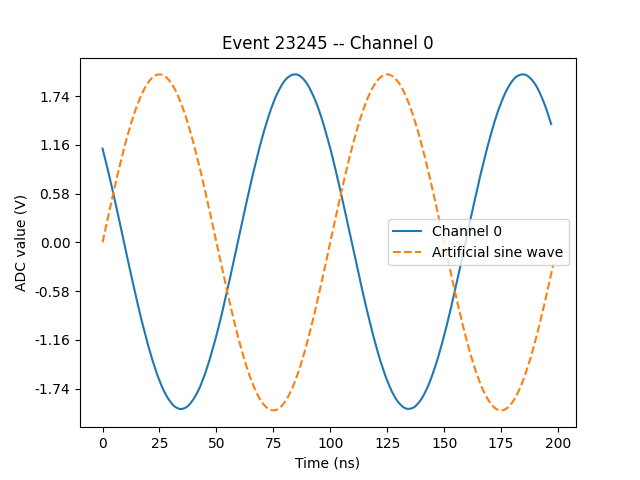 Event 23245 -- Channel 0
ADC value (V)
1.74
1.16
0.58
0.00
-0.58
-1.16
-1.74
Channel 0
Artificial sine wave
0 25 50 75 100 125 150 175 200
Time (ns)